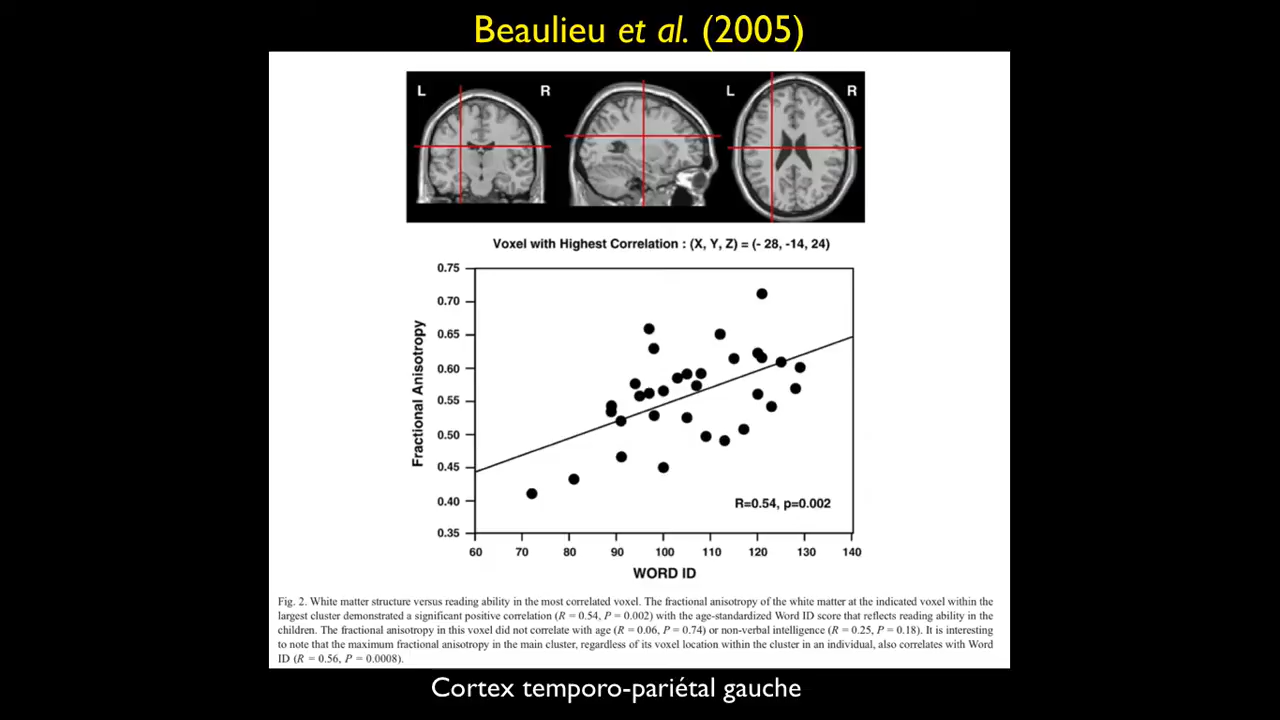 Beaulieu et al. (2005)
L R L R
Voxel with Highest Correlation : (X, Y, Z) = (- 28, -14, 24)
0.75
0.70
0.65
0.60
0.55
0.50
0.45
0.40
0.35
Fractional Anisotropy
R=0.54, p=0.002
60 70 80 90 100 110 120 130 140
WORD ID
Fig. 2. White matter structure versus reading ability in the most correlated voxel. The fractional anisotropy of the white matter at the indicated voxel within the
largest cluster demonstrated a significant positive correlation (R = 0.54, P = 0.002) with the age-standardized Word ID score that reflects reading ability in the
children. The fractional anisotropy in this voxel did not correlate with age (R = 0.06, P = 0.74) or non-verbal intelligence (R = 0.25, P = 0.18). It is interesting
to note that the maximum fractional anisotropy in the main cluster, regardless of its voxel location within the cluster in an individual, also correlates with Word
ID (R = 0.56, P = 0.0008).
Cortex temporo-pariétal gauche